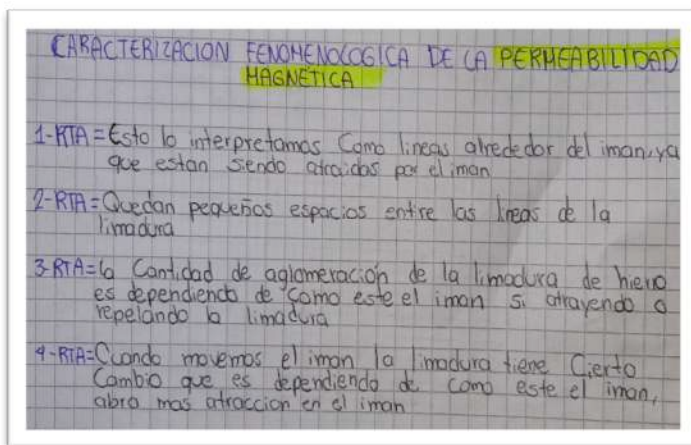 CARACTERIZACION FENOMENOLOGICA DE LA PERMEABILIDAD
MAGNETICA
1-RTA= Esto lo interpretamos Como lineas alrededor del iman, ya
que estan siendo atraidas por el iman
2-RTA= Quedan pequeños espacios entre las lineas de la
limadura
3-RTA= la Cantidad de aglomeración de la limadura de hierro
es dependiendo de como este el iman si atrayendo o
repelando la limadura
4-RTA= Cuando movemos el iman la limadura tiene Cierto
Cambio que es dependiendo de como este el iman,
abra mas atraccion en el iman